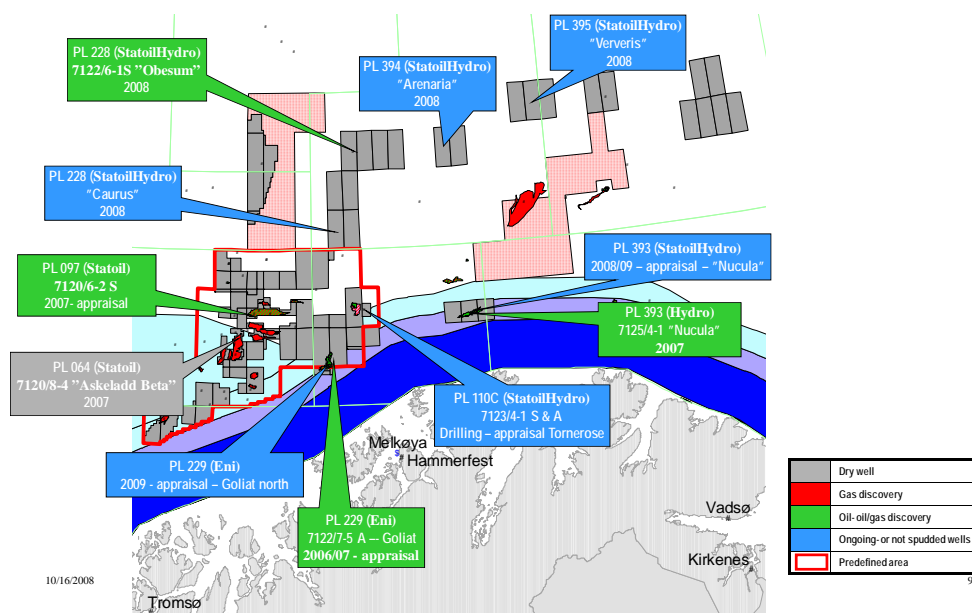 PL 228 (StatoilHydro)
7122/6-1S ”Obesum”
2008
PL 394 (StatoilHydro)
”Arenaria”
2008
PL 395 (StatoilHydro)
”Ververis”
2008
PL 228 (StatoilHydro)
”Caurus”
2008
PL 097 (Statoil)
7120/6-2 S
2007- appraisal
PL 064 (Statoil)
7120/8-4 ”Askeladd Beta”
2007
PL 393 (StatoilHydro)
2008/09 – appraisal – ”Nucula”
PL 393 (Hydro)
7125/4-1 ”Nucula”
2007
PL 110C (StatoilHydro)
7123/4-1 S & A
Drilling – appraisal Tornerose
PL 229 (Eni)
2009 - appraisal – Goliat north
PL 229 (Eni)
7122/7-5 A –- Goliat
2006/07 - appraisal
Melkøya
S
Hammerfest
Vadsø
Kirkenes
Tromsø
Dry well
Gas discovery
Oil-oil/gas discovery
Ongoing- or not spudded wells
Predefined area
10/16/2008
9